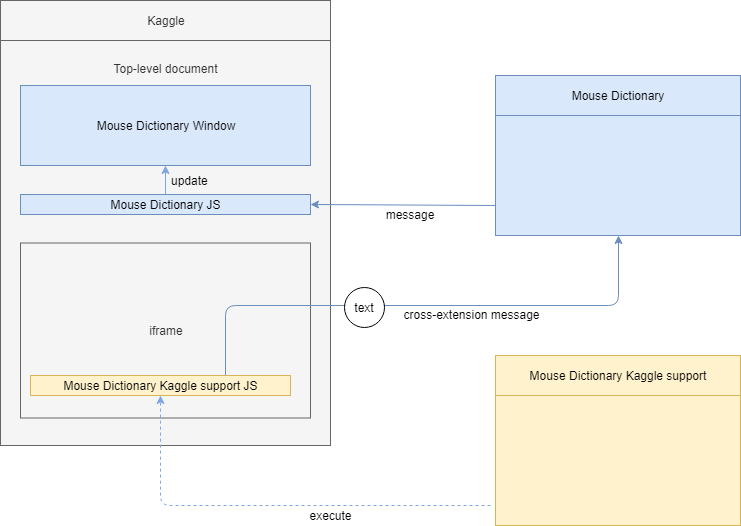 Kaggle
Top-level document
Mouse Dictionary Window
update
Mouse Dictionary JS
message
Mouse Dictionary
iframe
text
cross-extension message
Mouse Dictionary Kaggle support JS
Mouse Dictionary Kaggle support
execute